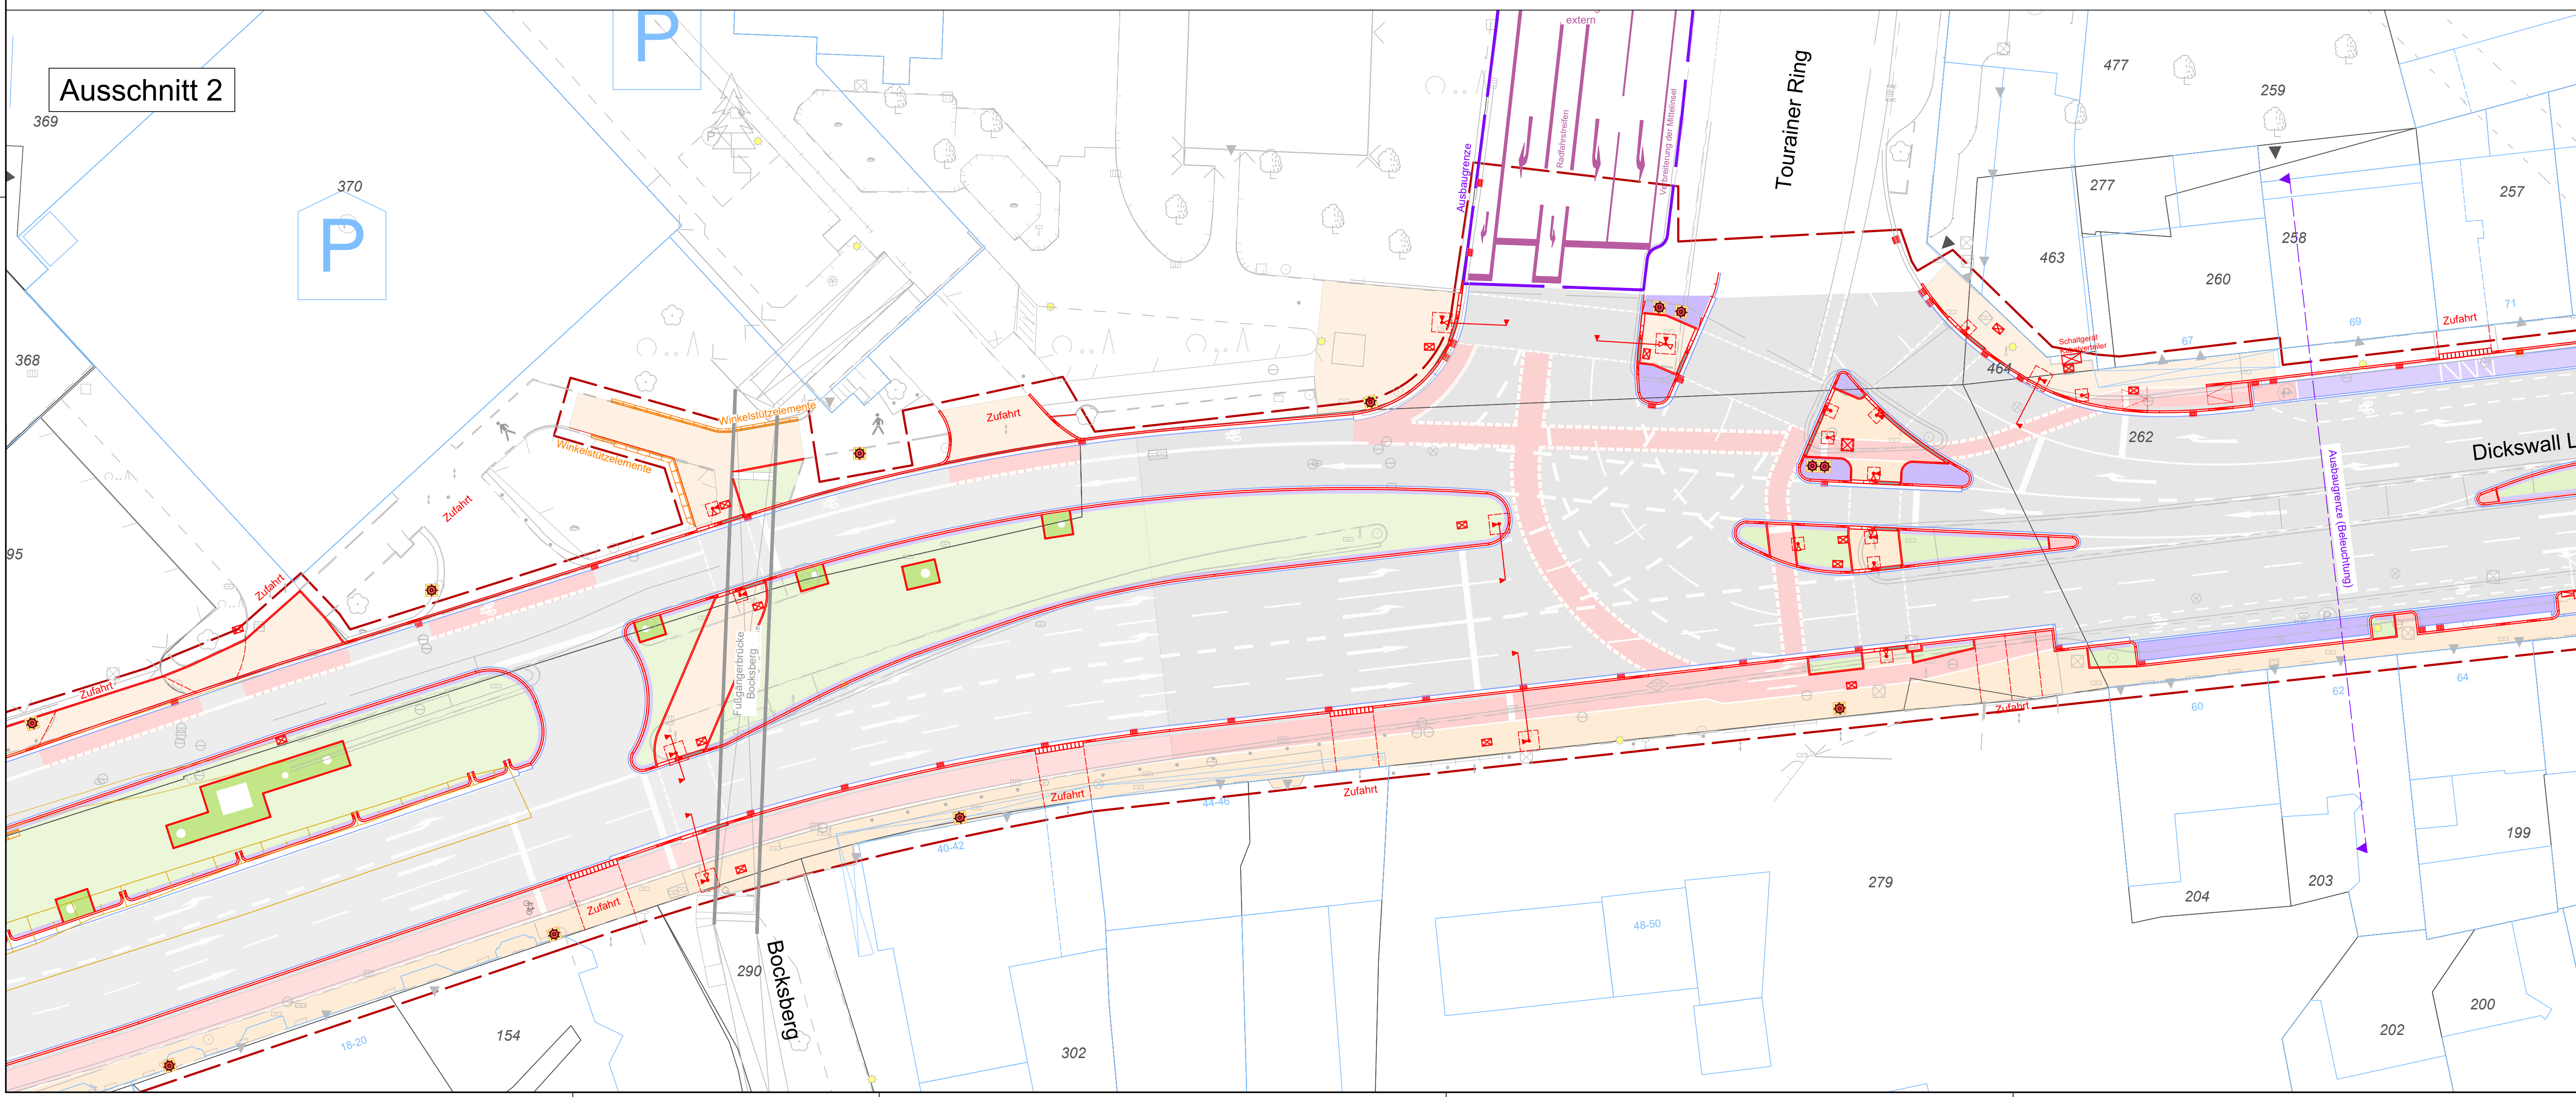 Ausschnitt 2
P
extern
Radfahrstreifen
Verbreiterung der Mittelinsel
Ausbaugrenze
Tourainer Ring
477
259
369
370
P
277
257
463
258
260
71
69
67
Zufahrt
Schaltgerät
Kabelverteiler
464
262
368
Zufahrt
Winkelstützelemente
Winkelstützelemente
Zufahrt
Dickswall L
Ausbaugrenze (Beleuchtung)
95
Zufahrt
Zufahrt
Fußgängerbrücke
Bocksberg
P
P
Zufahrt
60
62
64
Zufahrt
Zufahrt
44-46
40-42
Zufahrt
Bocksberg
290
279
48-50
204
203
199
200
202
18-20
154
302